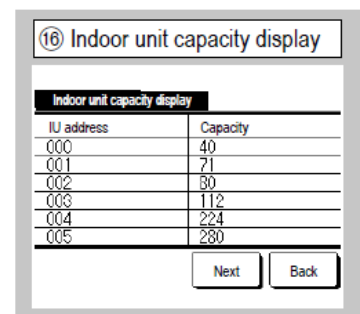 ⑯ Indoor unit capacity display
Indoor unit capacity display
IU address Capacity
000 40
001 71
002 80
003 112
004 224
005 280
Next Back